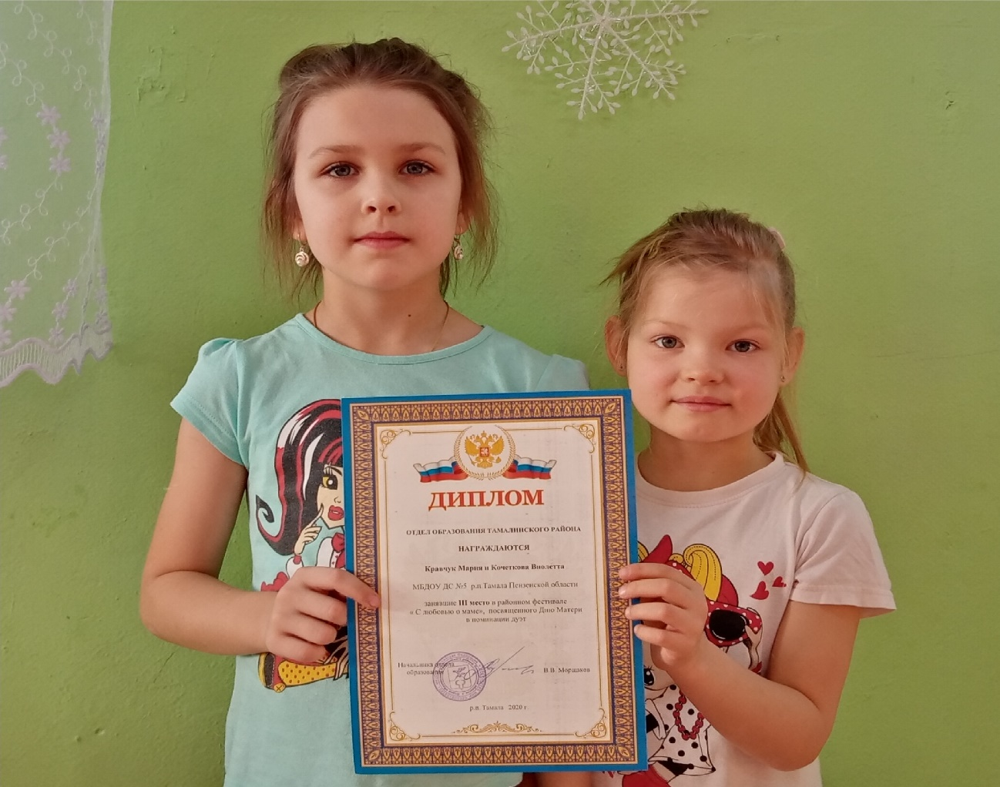 ДИПЛОМ
ОТДЕЛ ОБРАЗОВАНИЯ ТАМАЛИНСКОГО РАЙОНА
НАГРАЖДАЮТСЯ
Кравчук Мария и Кочеткова Виолетта
МБДОУ ДС №5 р.п.Тамала Пензенской области
занявшие III место в районном фестивале
« С любовью о маме», посвященного Дню Матери
в номинации дуэт
Начальник отдела
образования В.В. Морщаков
р.п. Тамала 2020 г.